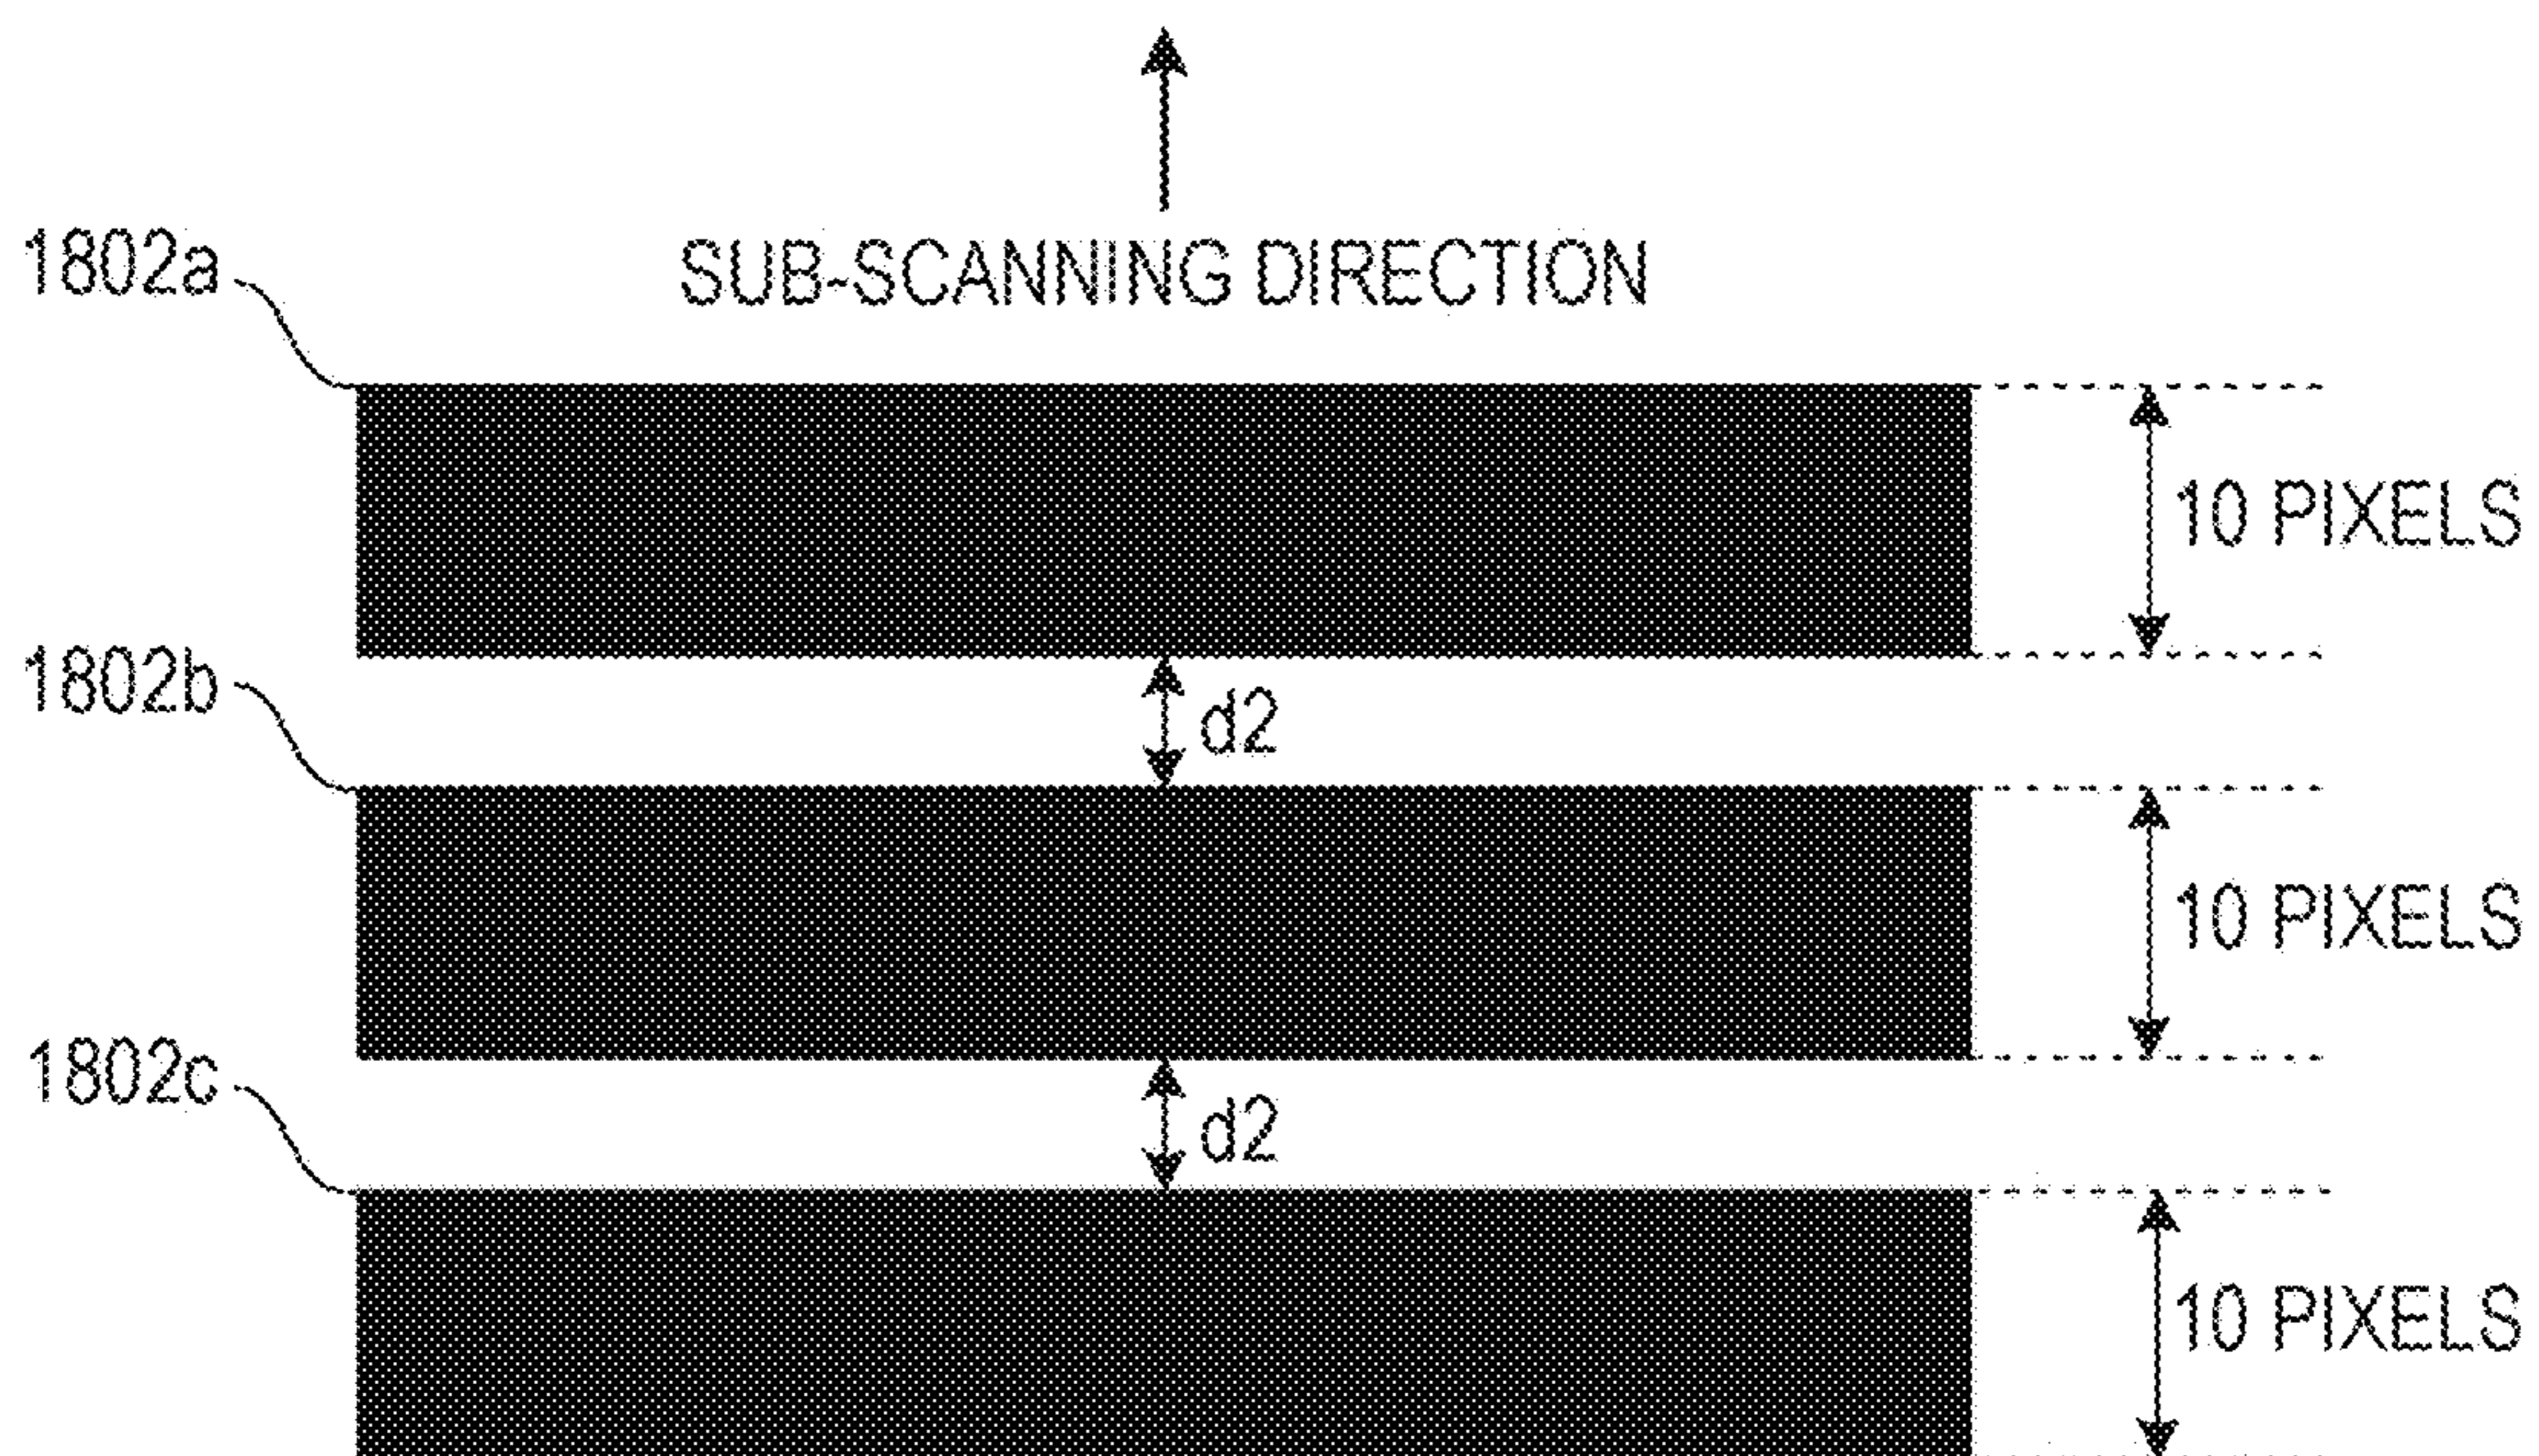 SUB-SCANNING DIRECTION
1802a
10 PIXELS
1802b
d2
10 PIXELS
1802c
d2
10 PIXELS